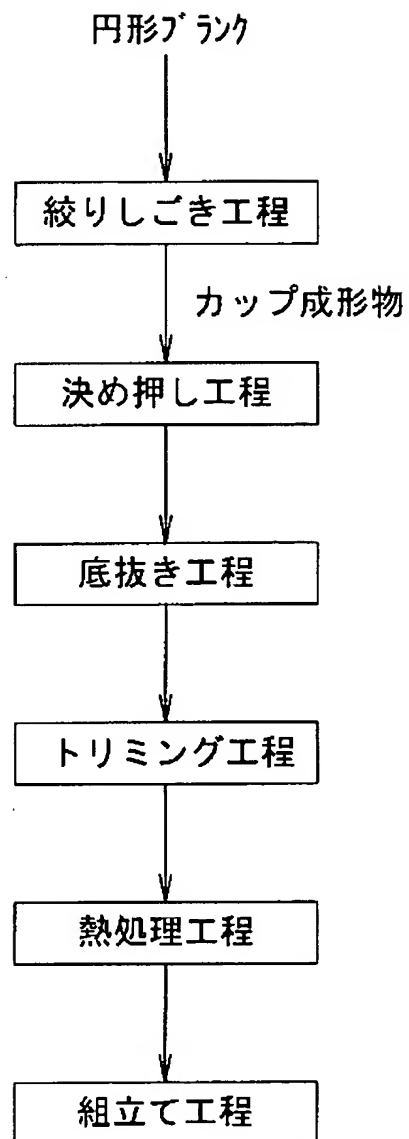 円形ブランク
絞りしごき工程
カップ成形物
決め押し工程
底抜き工程
トリミング工程
熱処理工程
組立て工程